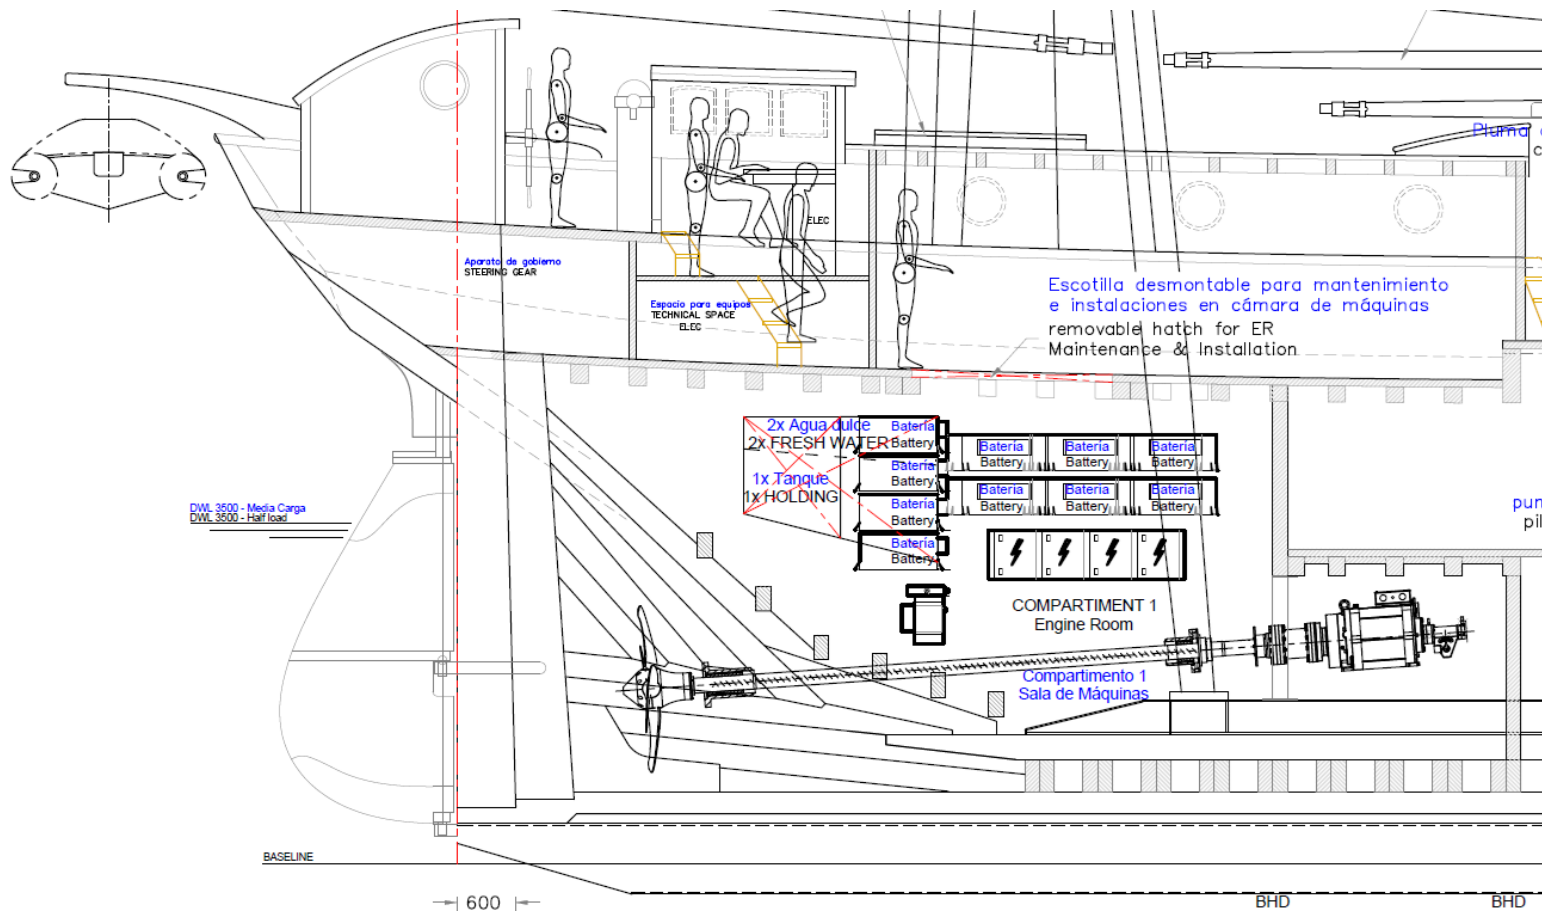 Pluma
c
ELEC
Aparato de gobierno
STEERING GEAR
Espacio para equipos
TECHNICAL SPACE
ELEC
Escotilla desmontable para mantenimiento
e instalaciones en cámara de máquinas
removable hatch for ER
Maintenance & Installation
2x Agua dulce
2x FRESH WATER
1x Tanque
1x HOLDING
Batería
Battery
Batería
Battery
Batería
Battery
Batería
Battery
Batería
Battery
Batería
Battery
Batería
Battery
Batería
Battery
Batería
Battery
Batería
Battery
DWL 3500 - Media Carga
DWL 3500 - Half load
pun
pil
COMPARTIMENT 1
Engine Room
Compartimento 1
Sala de Máquinas
BASELINE
600
BHD
BHD